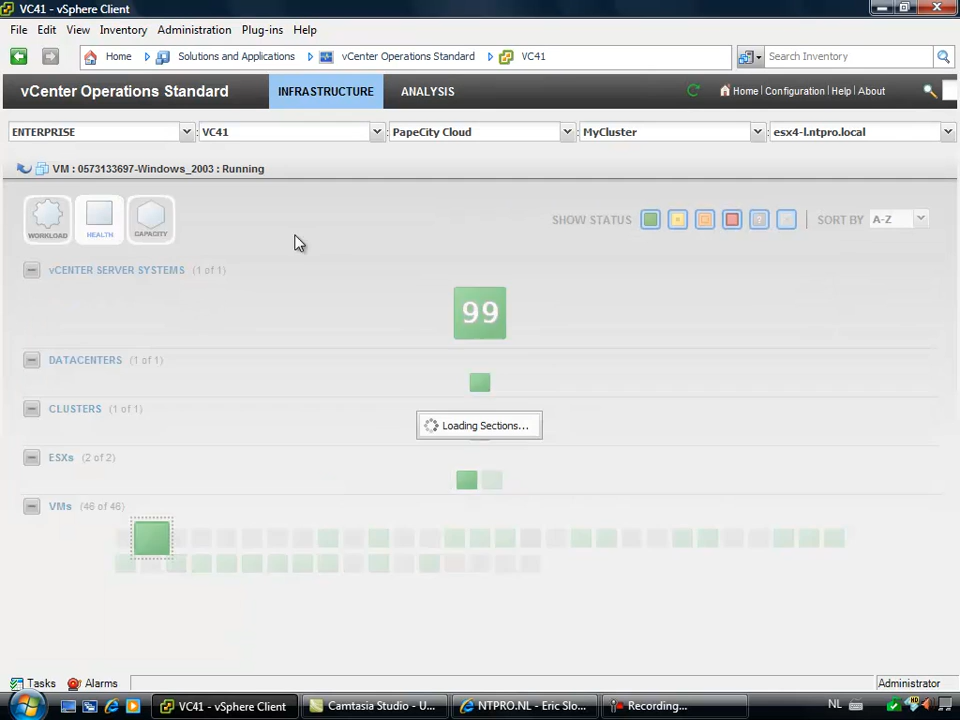 VC41 - vSphere Client
File Edit View Inventory Administration Plug-ins Help
Home Solutions and Applications vCenter Operations Standard VC41 Search Inventory
vCenter Operations Standard INFRASTRUCTURE ANALYSIS Home | Configuration | Help | About
ENTERPRISE : VC41 : PapeCity Cloud : MyCluster : esx4-l.ntpro.local
VM : 0573133697-Windows_2003 : Running
WORKLOAD HEALTH CAPACITY SHOW STATUS ? SORT BY A-Z
vCENTER SERVER SYSTEMS (1 of 1)
99
DATACENTERS (1 of 1)
CLUSTERS (1 of 1)
Loading Sections...
ESXs (2 of 2)
VMs (46 of 46)
Tasks Alarms Administrator
VC41 - vSphere Client Camtasia Studio - U... NTPRO.NL - Eric Slo... Recording... NL 9:36